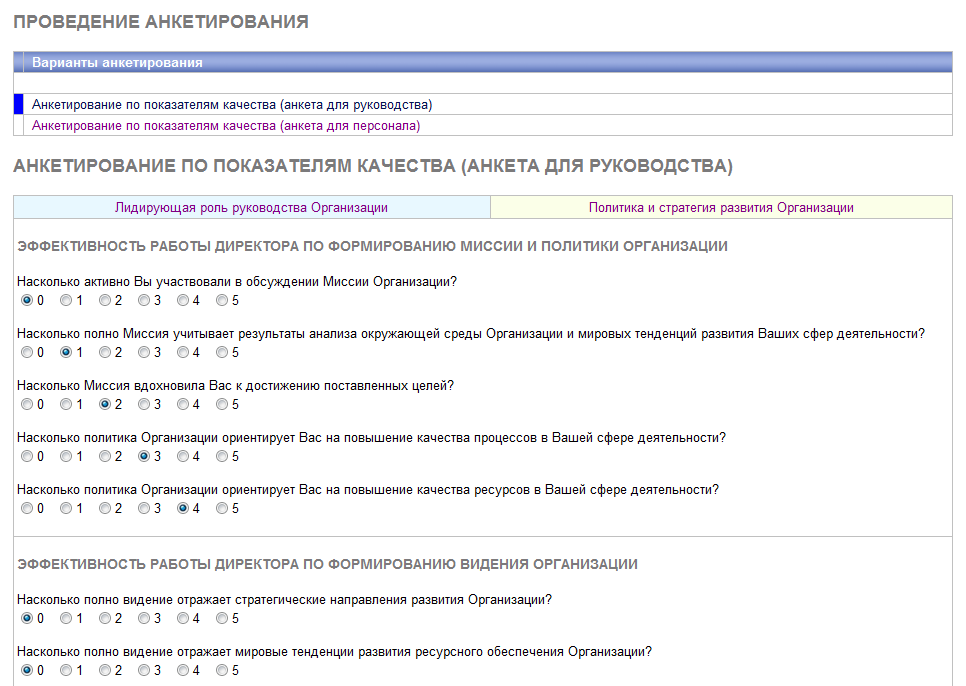 ПРОВЕДЕНИЕ АНКЕТИРОВАНИЯ
Варианты анкетирования
Анкетирование по показателям качества (анкета для руководства)
Анкетирование по показателям качества (анкета для персонала)
АНКЕТИРОВАНИЕ ПО ПОКАЗАТЕЛЯМ КАЧЕСТВА (АНКЕТА ДЛЯ РУКОВОДСТВА)
Лидирующая роль руководства Организации
Политика и стратегия развития Организации
ЭФФЕКТИВНОСТЬ РАБОТЫ ДИРЕКТОРА ПО ФОРМИРОВАНИЮ МИССИИ И ПОЛИТИКИ ОРГАНИЗАЦИИ
Насколько активно Вы участвовали в обсуждении Миссии Организации?
0 1 2 3 4 5
Насколько полно Миссия учитывает результаты анализа окружающей среды Организации и мировых тенденций развития Ваших сфер деятельности?
0 1 2 3 4 5
Насколько Миссия вдохновила Вас к достижению поставленных целей?
0 1 2 3 4 5
Насколько политика Организации ориентирует Вас на повышение качества процессов в Вашей сфере деятельности?
0 1 2 3 4 5
Насколько политика Организации ориентирует Вас на повышение качества ресурсов в Вашей сфере деятельности?
0 1 2 3 4 5
ЭФФЕКТИВНОСТЬ РАБОТЫ ДИРЕКТОРА ПО ФОРМИРОВАНИЮ ВИДЕНИЯ ОРГАНИЗАЦИИ
Насколько полно видение отражает стратегические направления развития Организации?
0 1 2 3 4 5
Насколько полно видение отражает мировые тенденции развития ресурсного обеспечения Организации?
0 1 2 3 4 5